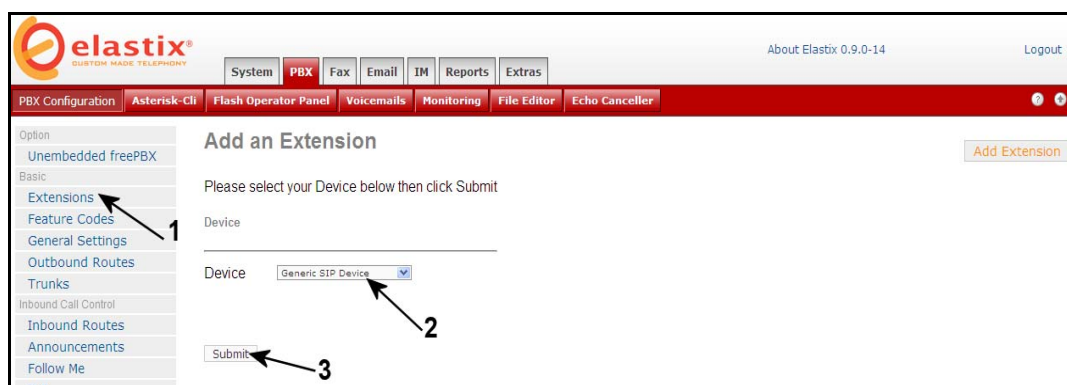 elastix®
CUSTOM MADE TELEPHONY
About Elastix 0.9.0-14
Logout
System PBX Fax Email IM Reports Extras
PBX Configuration Asterisk-Cli Flash Operator Panel Voicemails Monitoring File Editor Echo Canceller
Option
Unembedded freePBX
Basic
Extensions
Feature Codes
General Settings
Outbound Routes
Trunks
Inbound Call Control
Inbound Routes
Announcements
Follow Me
Add an Extension
Add Extension
Please select your Device below then click Submit
Device
Device Generic SIP Device
Submit
1
2
3